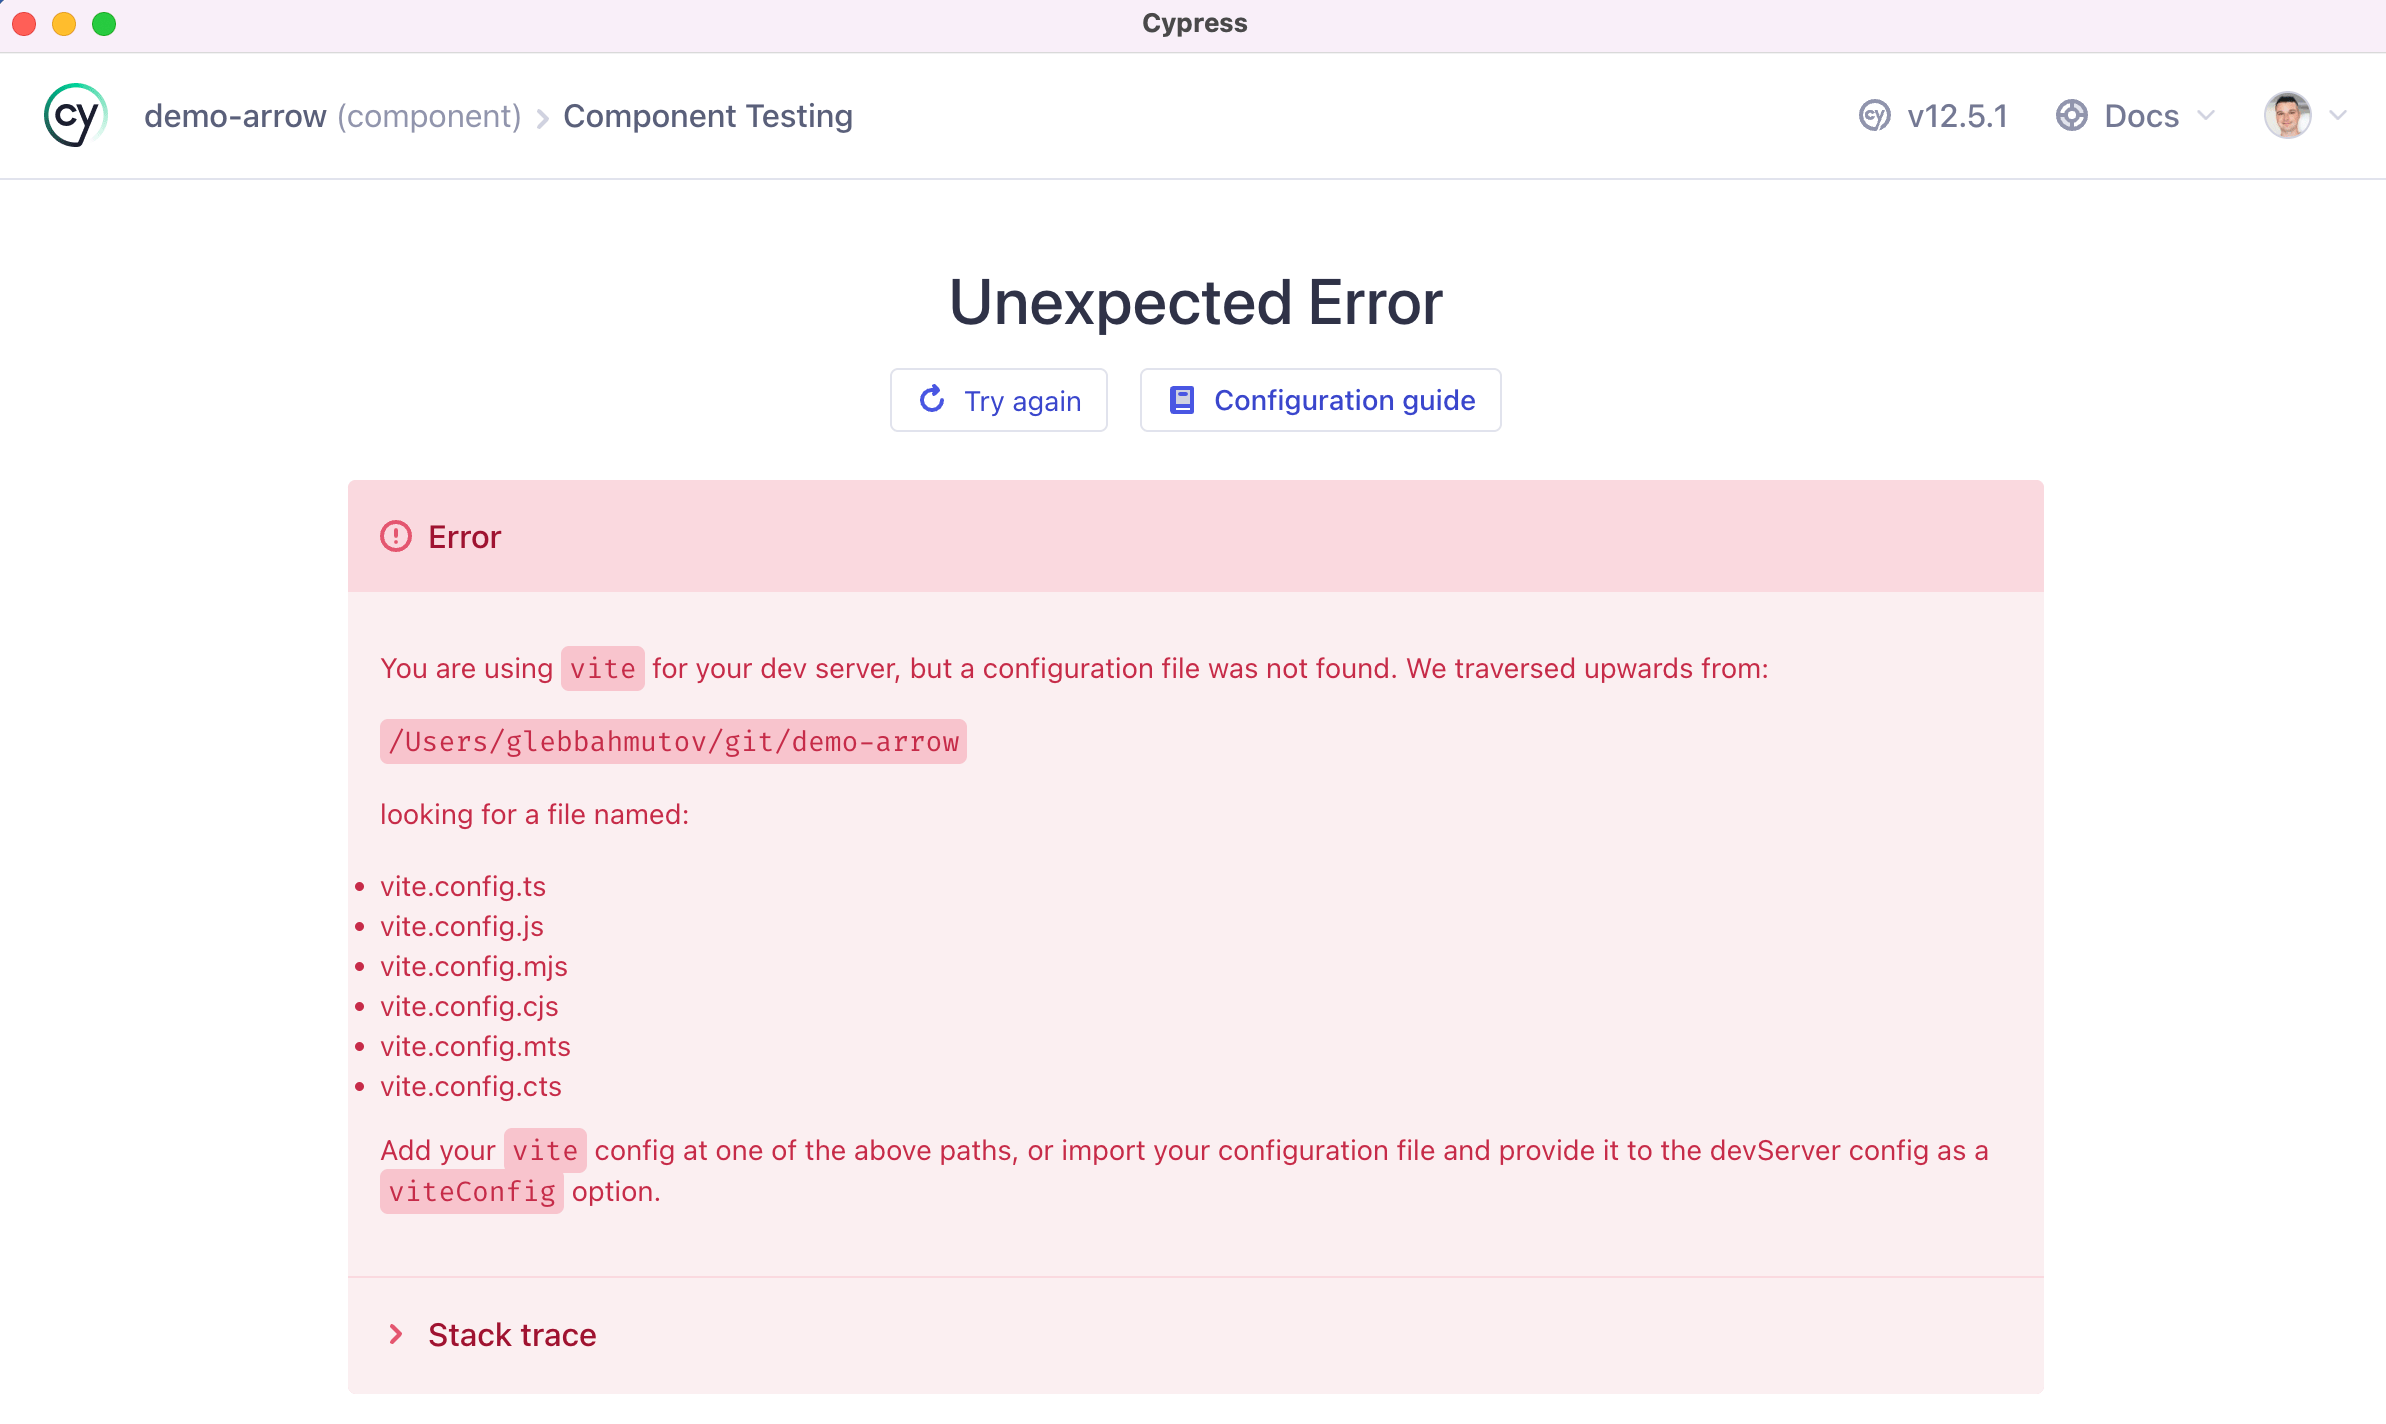 Cypress
cy demo-arrow (component) Component Testing cy v12.5.1 Docs
Unexpected Error
Try again Configuration guide
Error
You are using vite for your dev server, but a configuration file was not found. We traversed upwards from:
/Users/glebbahmutov/git/demo-arrow
looking for a file named:
• vite.config.ts
• vite.config.js
• vite.config.mjs
• vite.config.cjs
• vite.config.mts
• vite.config.cts
Add your vite config at one of the above paths, or import your configuration file and provide it to the devServer config as a
viteConfig option.
Stack trace